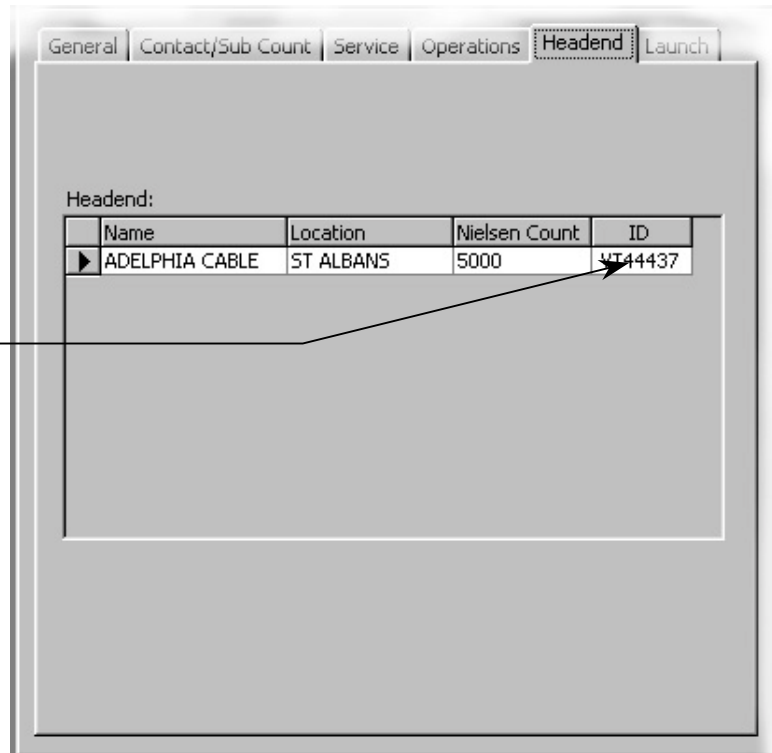 General Contact/Sub Count Service Operations Headend Launch
Headend:
Name Location Nielsen Count ID
ADELPHIA CABLE ST ALBANS 5000